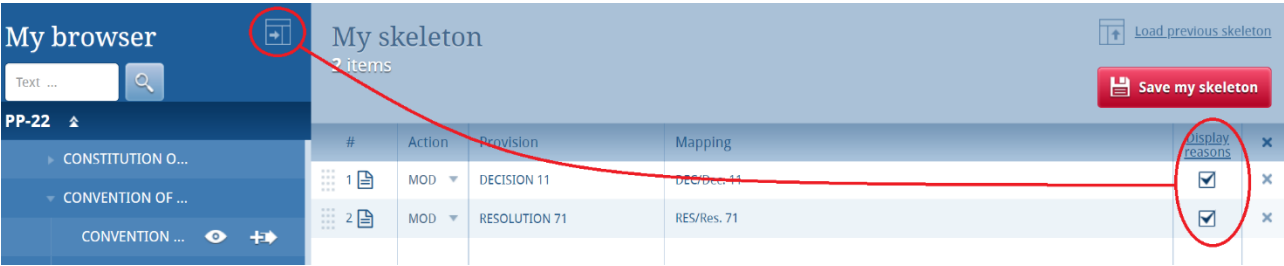 My browser
Text ...
PP-22
CONSTITUTION O...
CONVENTION OF ...
CONVENTION ...
My skeleton
2 items
Load previous skeleton
Save my skeleton
# Action Provision Mapping Display reasons
1 MOD DECISION 11 DEC/Dec. 11
2 MOD RESOLUTION 71 RES/Res. 71